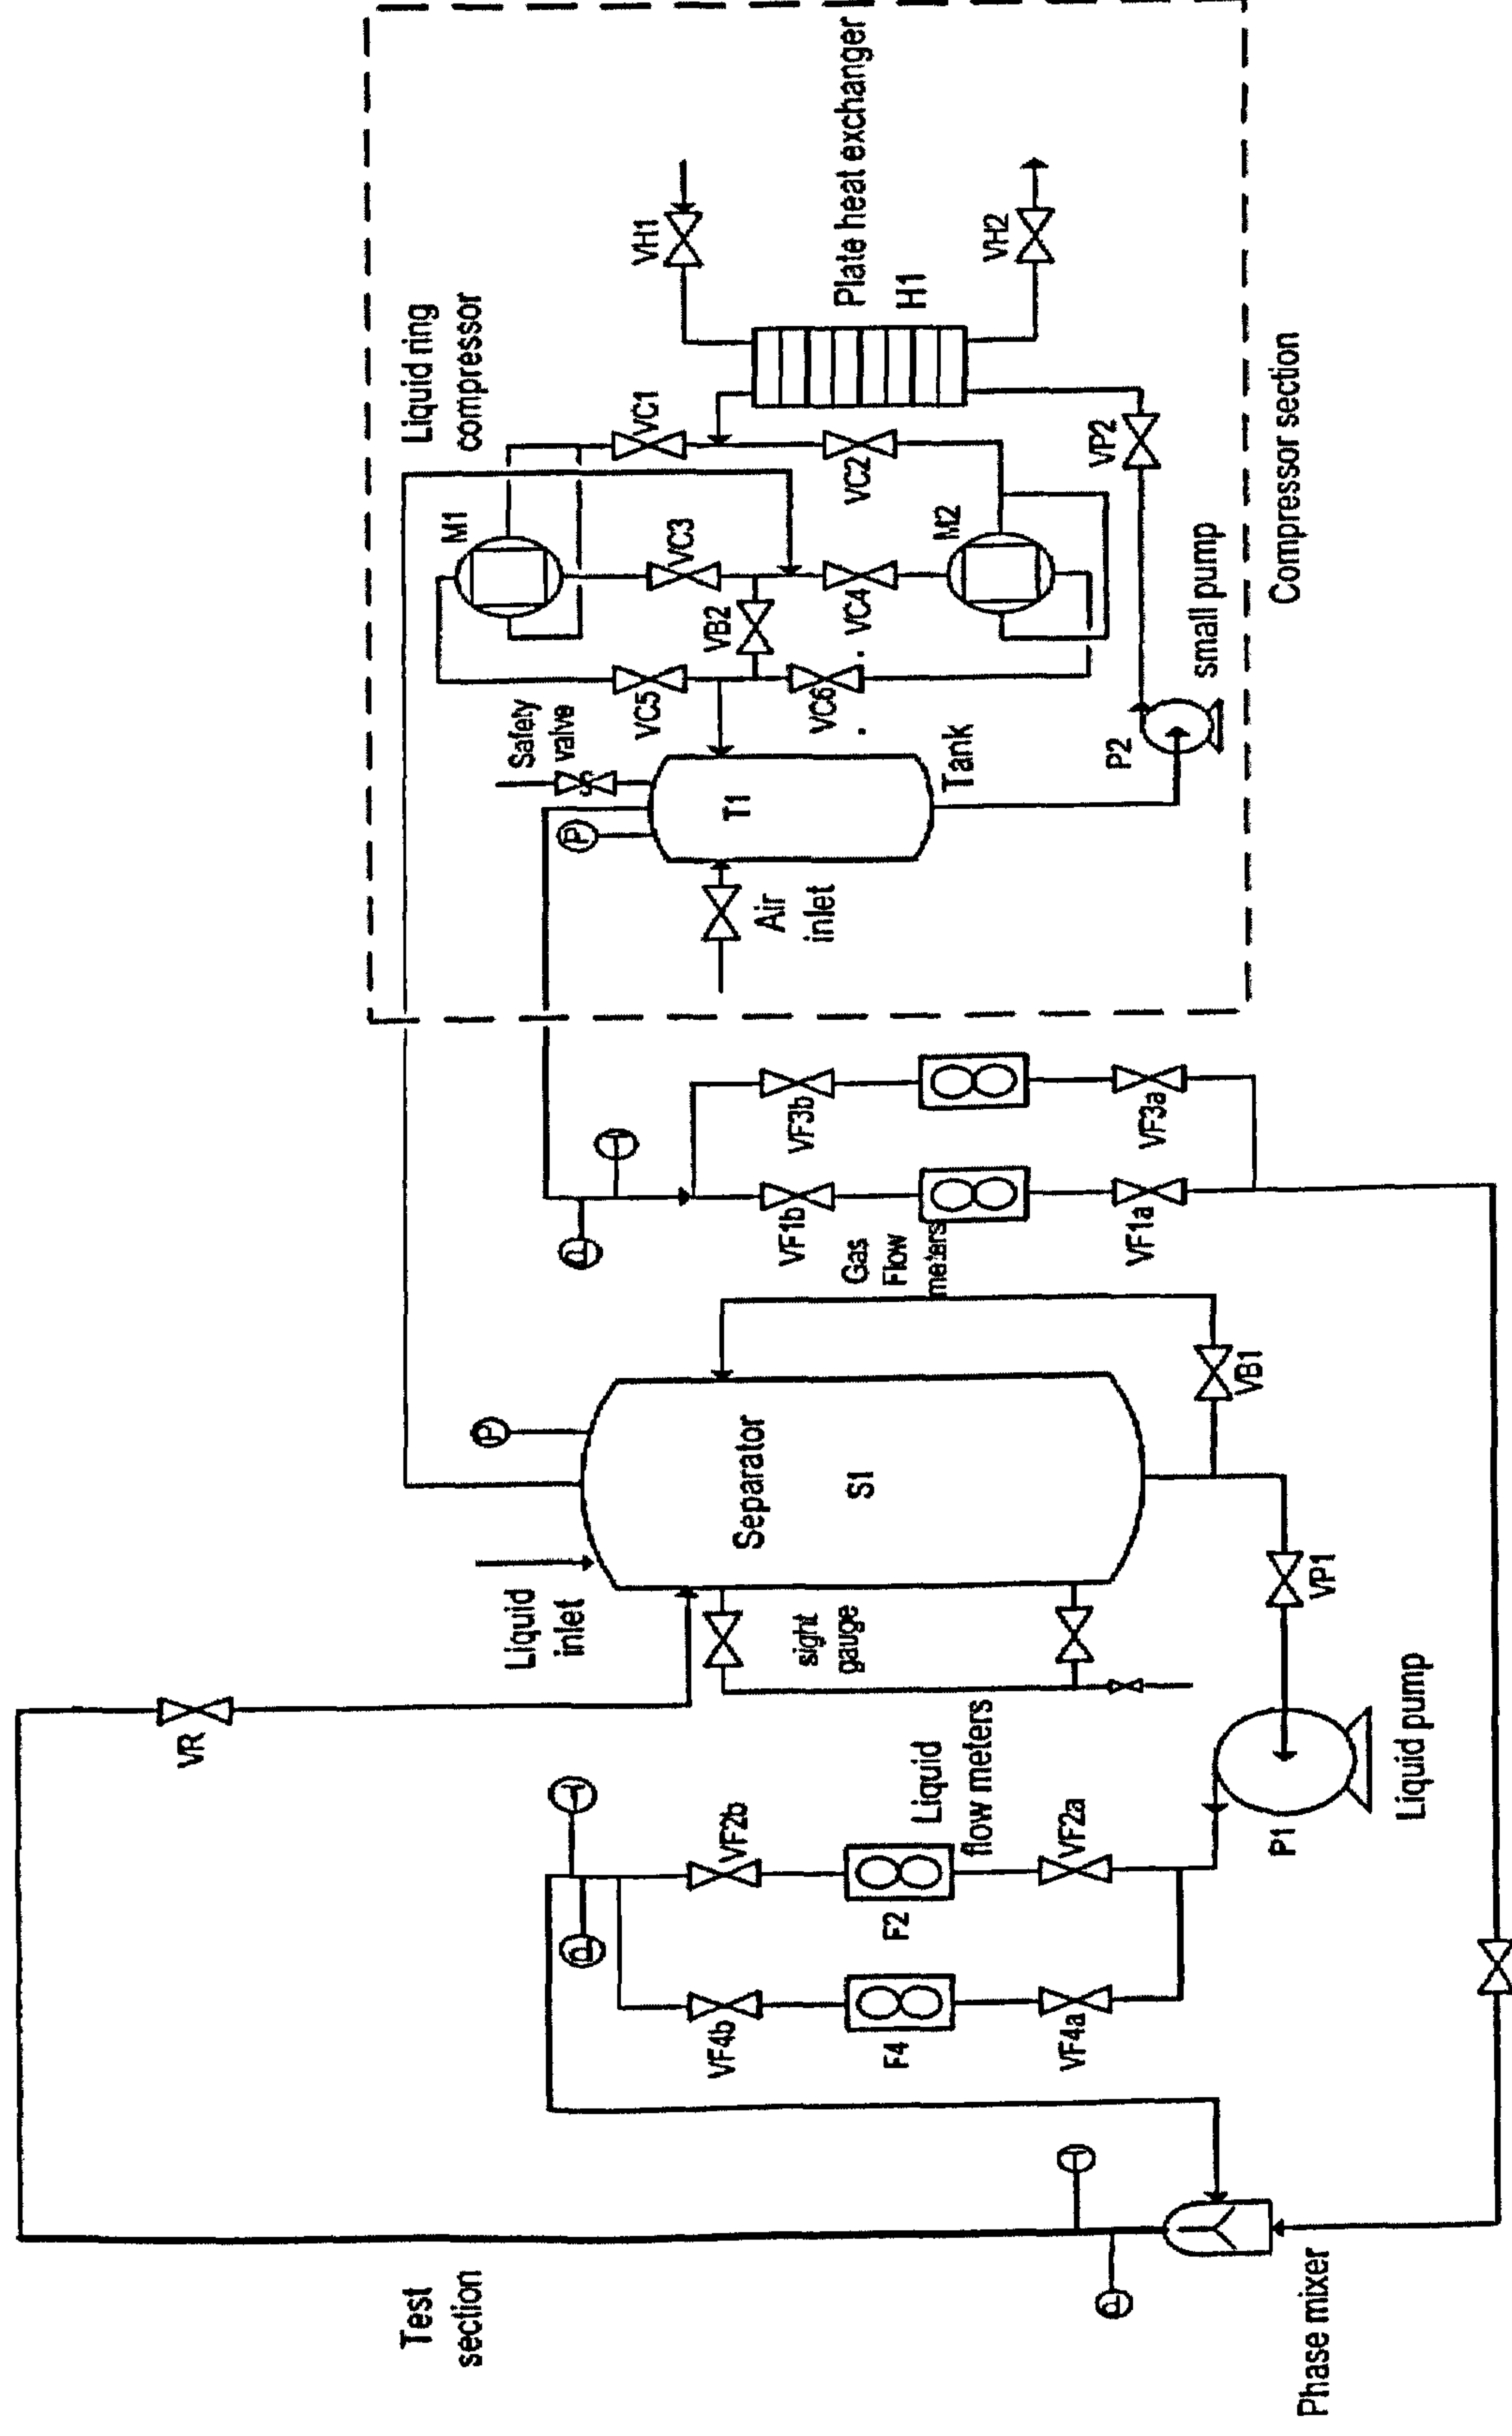 Test
section
Phase mixer
VR
Liquid
inlet
Separator
S1
P
sight
gauge
Liquid
flow meters
VF4b
VF2b
F4
F2
VF4a
VF2a
P1
Liquid pump
VP1
VB1
Gas
Flow
meters
VF1b
VF3b
VF1a
VF3a
Air
inlet
P
Safety
valve
T1
Tank
VC5
VC6
VB2
M1
VC3
VC4
M2
Liquid ring
compressor
VC1
VC2
P2
small pump
VP2
VH1
VH2
Plate heat exchanger
H1
Compressor section